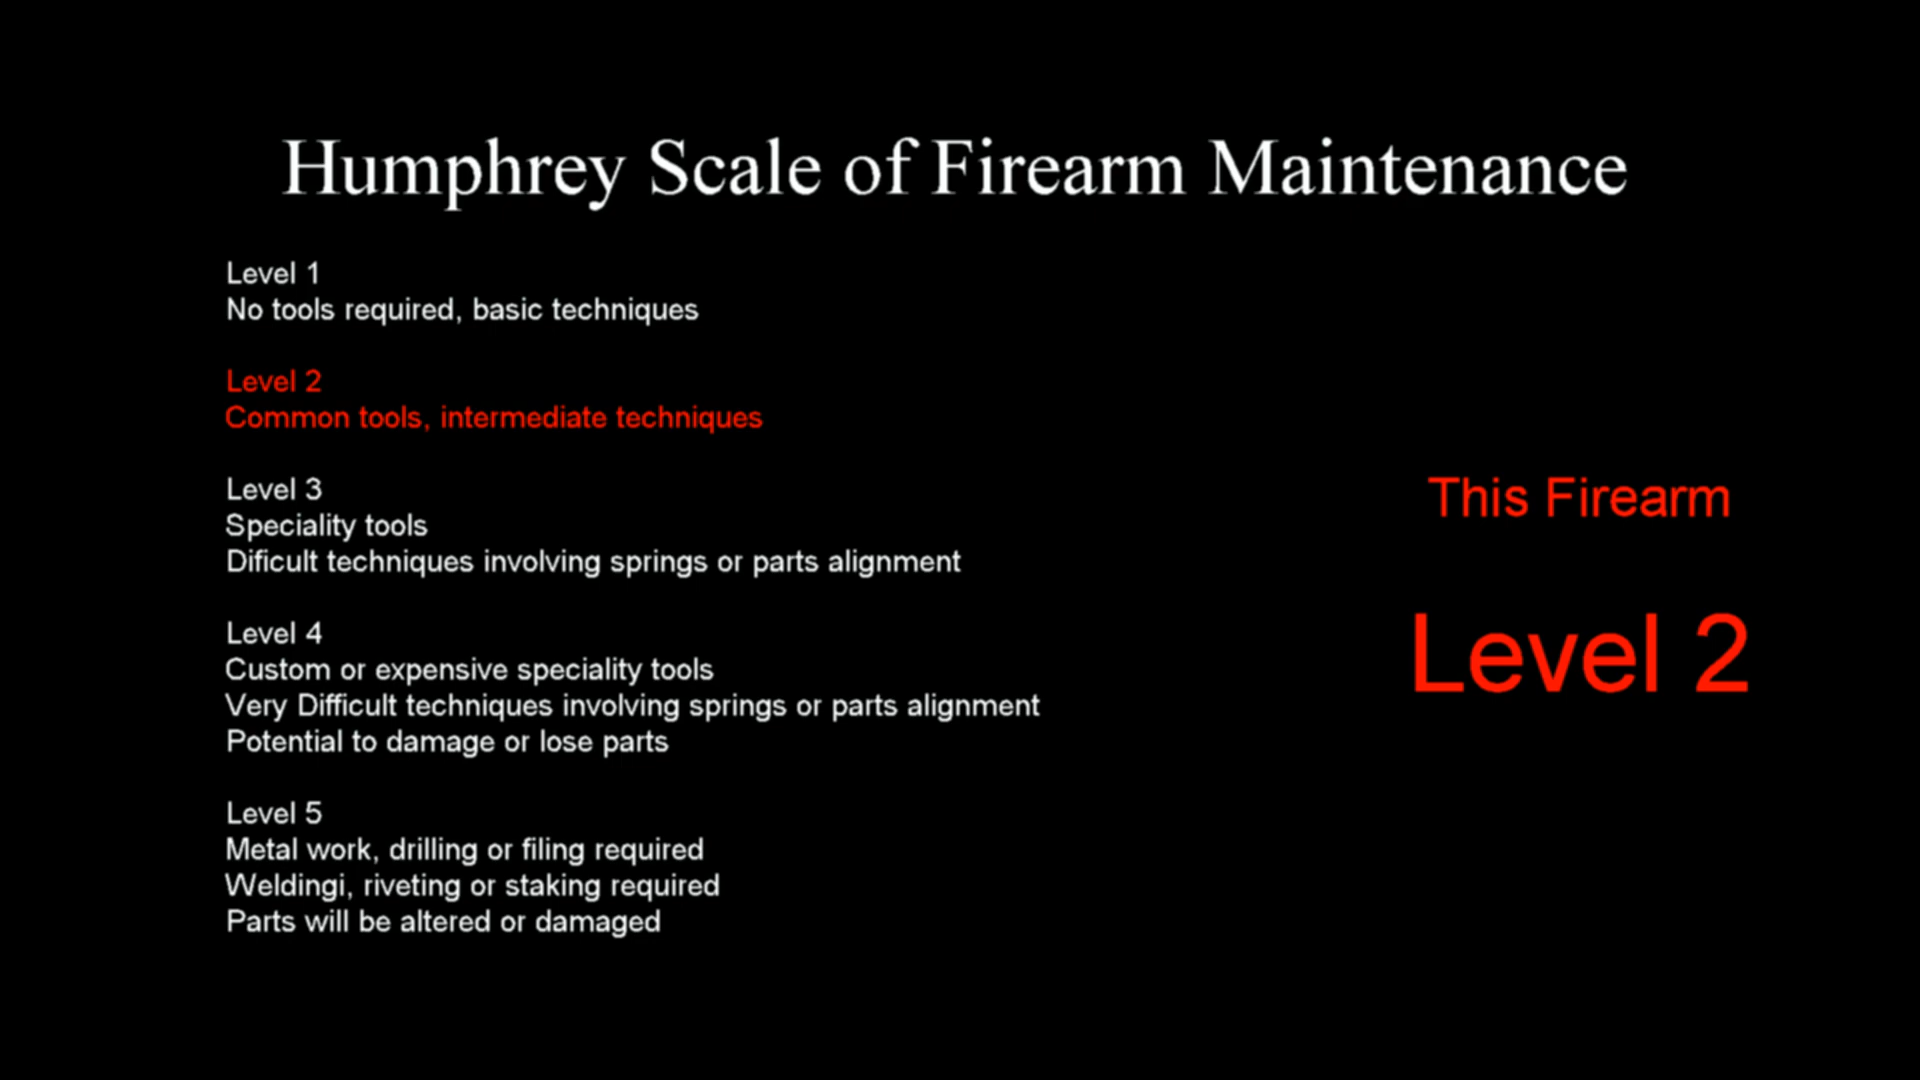 Humphrey Scale of Firearm Maintenance
Level 1
No tools required, basic techniques
Level 2
Common tools, intermediate techniques
Level 3
Speciality tools
Dificult techniques involving springs or parts alignment
Level 4
Custom or expensive speciality tools
Very Difficult techniques involving springs or parts alignment
Potential to damage or lose parts
Level 5
Metal work, drilling or filing required
Weldingi, riveting or staking required
Parts will be altered or damaged
This Firearm
Level 2